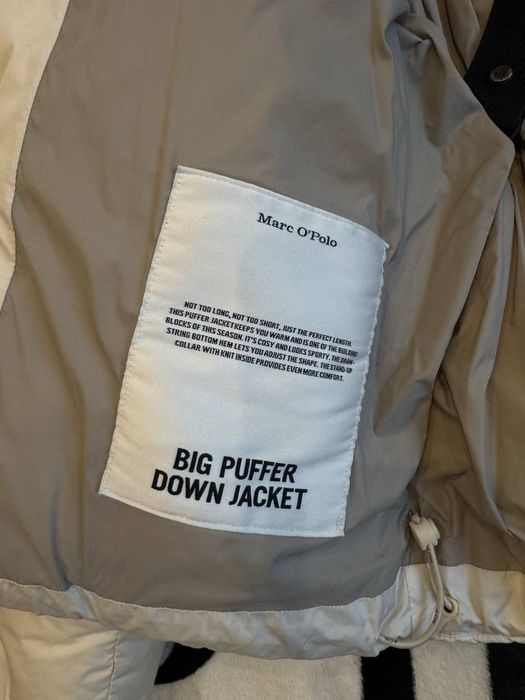 Marc O'Polo
NOT TOO LONG, NOT TOO SHORT, JUST THE PERFECT LENGTH.
THIS PUFFER JACKET KEEPS YOU WARM AND IS ONE OF THE BUILDING
BLOCKS OF THIS SEASON. IT'S COSY AND LOOKS SPORTY. THE DRAW-
STRING BOTTOM HEM LETS YOU ADJUST THE SHAPE. THE STAND-UP
COLLAR WITH KNIT INSIDE PROVIDES EVEN MORE COMFORT.
BIG PUFFER
DOWN JACKET